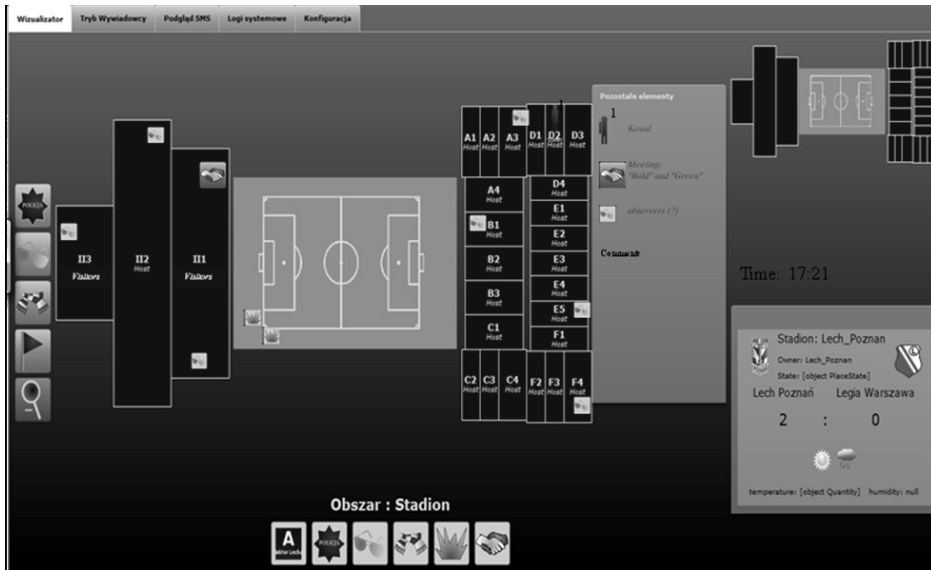 Wizualizator Tryb Wywiadowcy Podgląd SMS Logi systemowe Konfiguracja
POLICJA
II3
Visitors
II2
Host
II1
Visitors
A1 Host
A2 Host
A3 Host
D1 Host
D2 Host
D3 Host
1
A4
Host
B1
Host
B2
Host
B3
Host
C1
Host
C2 Host
C3 Host
C4 Host
D4
Host
E1
Host
E2
Host
E3
Host
E4
Host
E5
Host
F1
Host
F2 Host
F3 Host
F4 Host
Pozostałe elementy
1
Kowal
Meeting:
"Bold" and "Green"
observers (?)
Comment:
Time: 17:21
Stadion: Lech_Poznan
Owner: Lech_Poznan
State: [object PlaceState]
Lech Poznań Legia Warszawa
2 : 0
temperature: [object Quantity] humidity: null
Obszar : Stadion
A
POLICJA